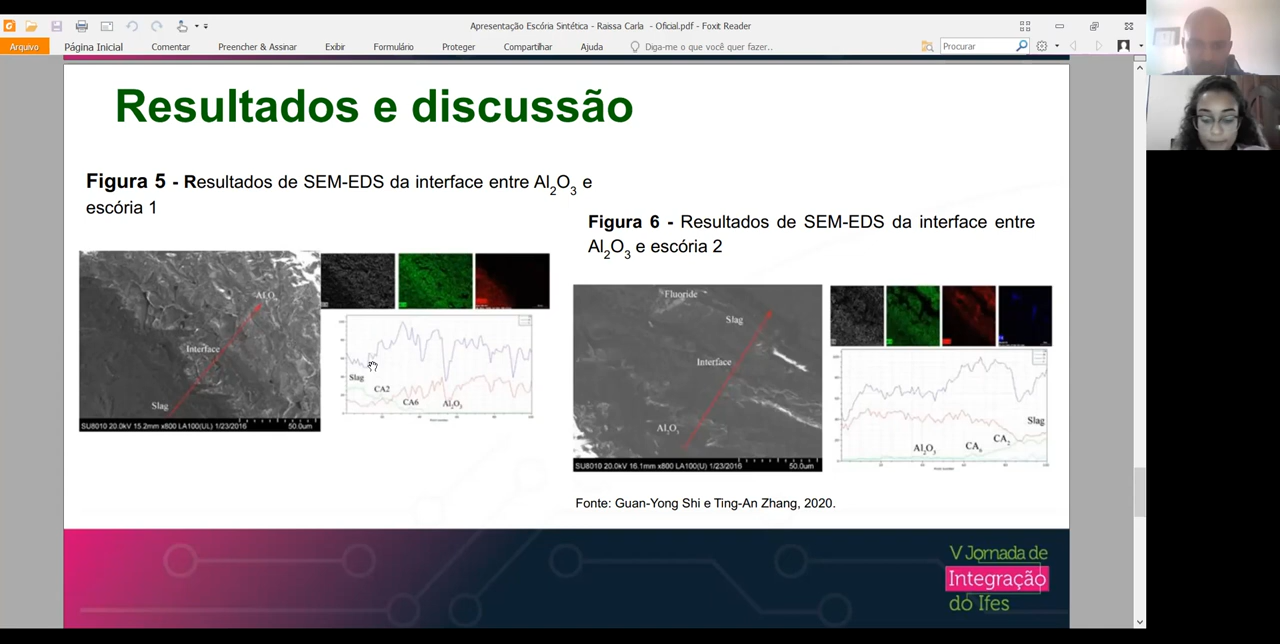 Apresentação Escória Sintética - Raissa Carla - Oficial.pdf - Foxit Reader
Arquivo
Página Inicial
Comentar
Preencher & Assinar
Exibir
Formulário
Proteger
Compartilhar
Ajuda
Diga-me o que você quer fazer..
Procurar
Resultados e discussão
Figura 5 - Resultados de SEM-EDS da interface entre Al2O3 e
escória 1
Figura 6 - Resultados de SEM-EDS da interface entre
Al2O3 e escória 2
Interface
Slag
SU8010 20.0kV 15.2mm x800 LA100(UL) 1/23/2016
50.0um
Slag
CA2
CA6
Al2O3
Fluoride
Slag
Interface
Al2O3
SU8010 20.0kV 16.1mm x800 LA100(U) 1/23/2016
50.0um
Al2O3
CA6
CA2
Slag
Fonte: Guan-Yong Shi e Ting-An Zhang, 2020.
V Jornada de
Integração
do Ifes